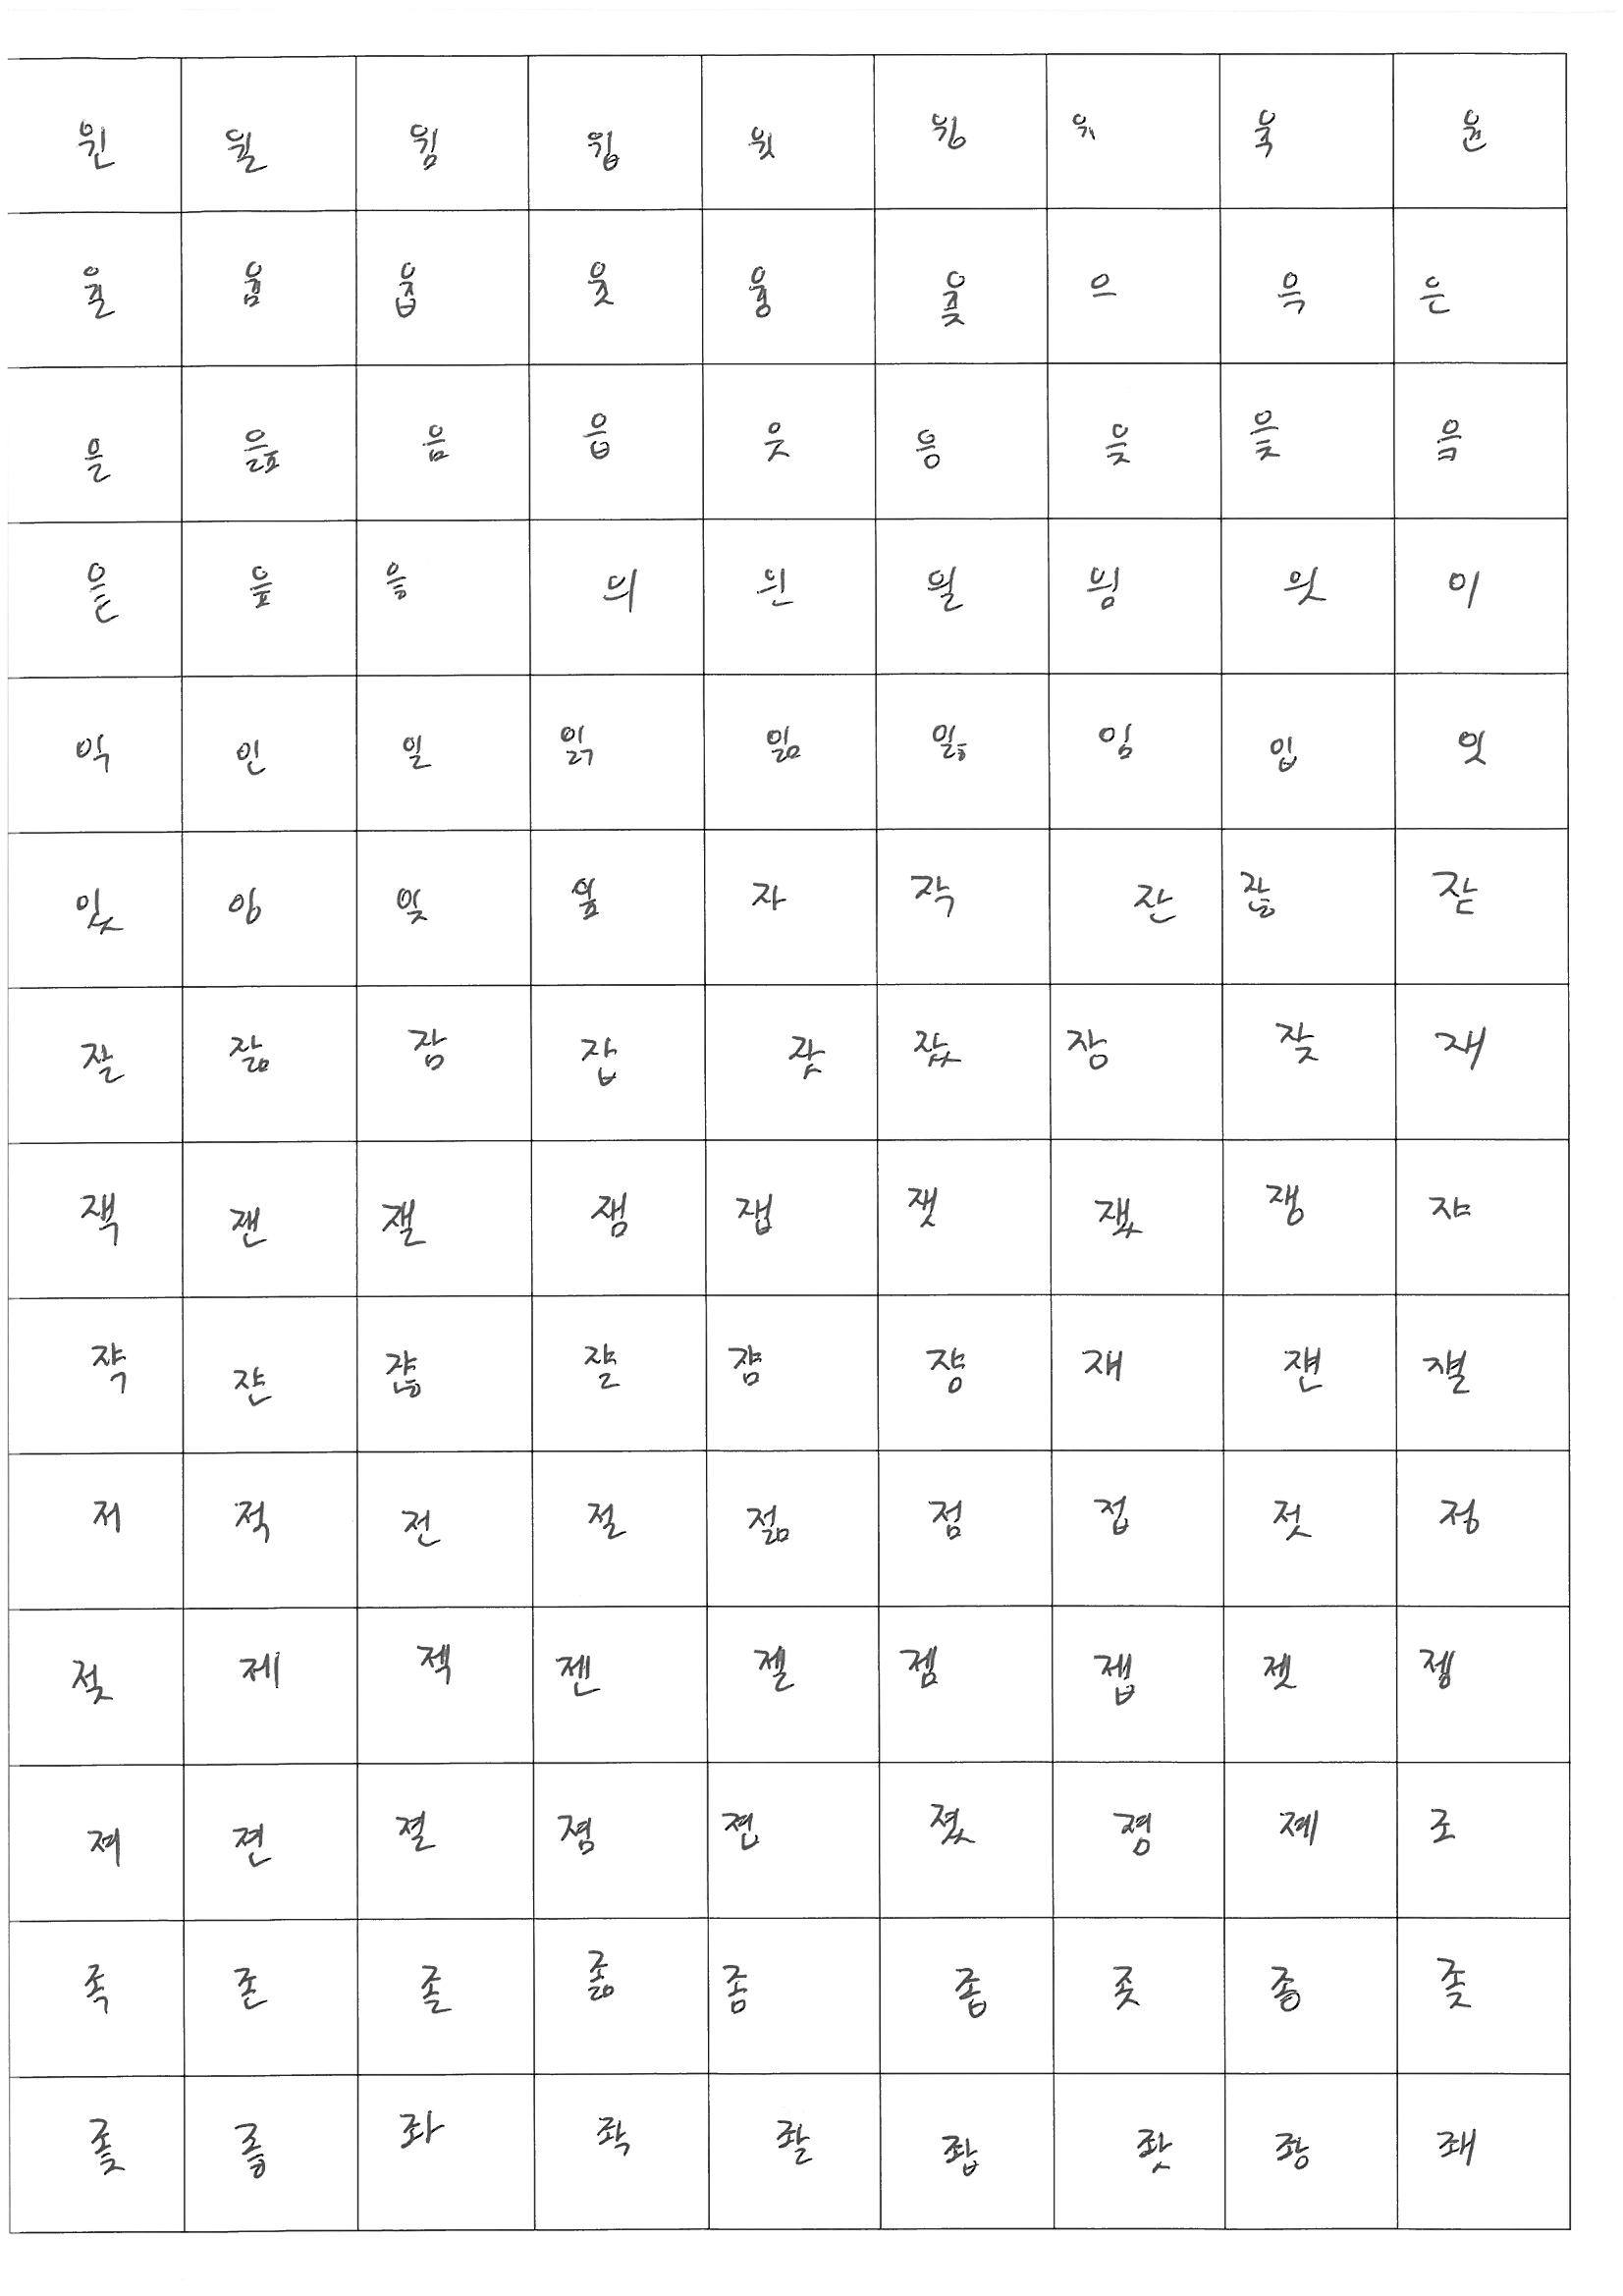 윈 윌 윔 윕 윗 윙 위 육 윤
율 윰 윱 윳 융 윷 으 윽 은
을 읊 음 읍 읏 응 읒 읓 읔
읕 읖 읗 의 읜 읠 읨 읫 이
익 인 일 읽 읾 잃 임 입 잇
있 잉 잊 잎 자 작 잔 잖 잗
잘 잚 잠 잡 잣 잤 장 잦 재
잭 잰 잴 잼 잽 잿 쟀 쟁 쟈
쟉 쟌 쟎 쟐 쟘 쟝 쟤 쟨 쟬
저 적 전 절 젊 점 접 젓 정
젖 제 젝 젠 젤 젬 젭 젯 젱
져 젼 졀 졈 졉 졌 졍 졔 조
족 존 졸 졺 좀 좁 좃 종 좆
좇 좋 좌 좍 좔 좝 좟 좡 좨